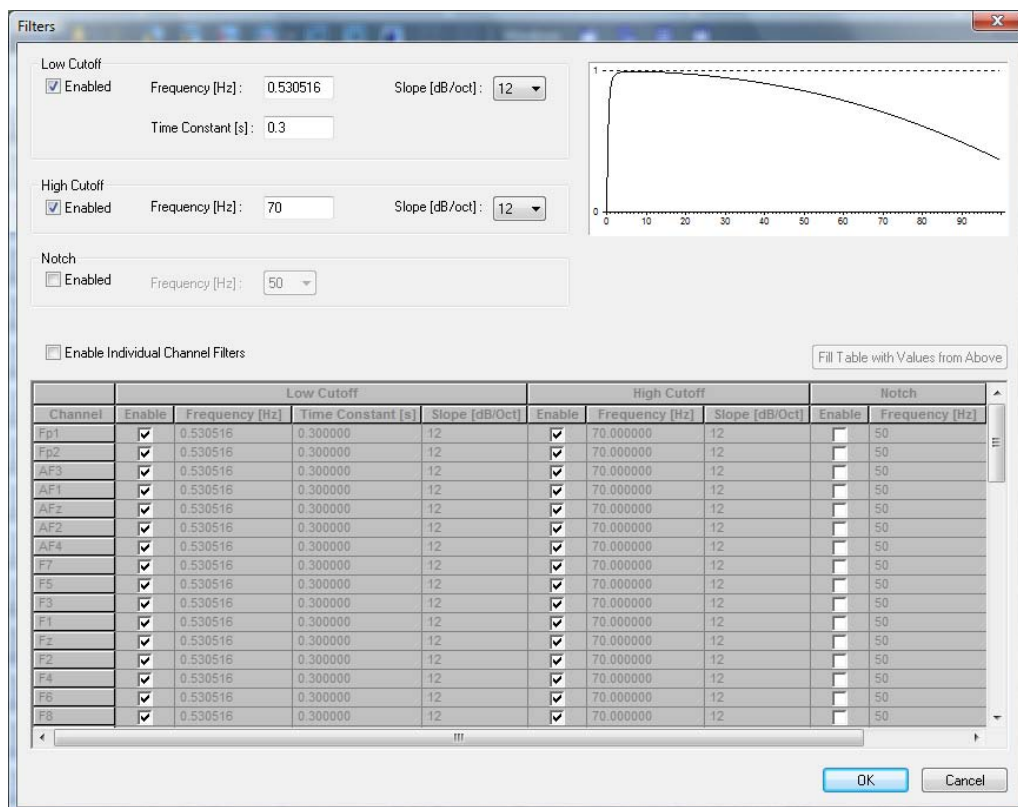 Filters
Low Cutoff
Enabled Frequency [Hz] : 0.530516 Slope [dB/oct] : 12
Time Constant [s] : 0.3
High Cutoff
Enabled Frequency [Hz] : 70 Slope [dB/oct] : 12
Notch
Enabled Frequency [Hz] : 50
1
0
0 10 20 30 40 50 60 70 80 90
Enable Individual Channel Filters
Fill Table with Values from Above
Low Cutoff High Cutoff Notch
Channel Enable Frequency [Hz] Time Constant [s] Slope [dB/Oct] Enable Frequency [Hz] Slope [dB/Oct] Enable Frequency [Hz]
Fp1 0.530516 0.300000 12 70.000000 12 50
Fp2 0.530516 0.300000 12 70.000000 12 50
AF3 0.530516 0.300000 12 70.000000 12 50
AF1 0.530516 0.300000 12 70.000000 12 50
AFz 0.530516 0.300000 12 70.000000 12 50
AF2 0.530516 0.300000 12 70.000000 12 50
AF4 0.530516 0.300000 12 70.000000 12 50
F7 0.530516 0.300000 12 70.000000 12 50
F5 0.530516 0.300000 12 70.000000 12 50
F3 0.530516 0.300000 12 70.000000 12 50
F1 0.530516 0.300000 12 70.000000 12 50
Fz 0.530516 0.300000 12 70.000000 12 50
F2 0.530516 0.300000 12 70.000000 12 50
F4 0.530516 0.300000 12 70.000000 12 50
F6 0.530516 0.300000 12 70.000000 12 50
F8 0.530516 0.300000 12 70.000000 12 50
OK Cancel